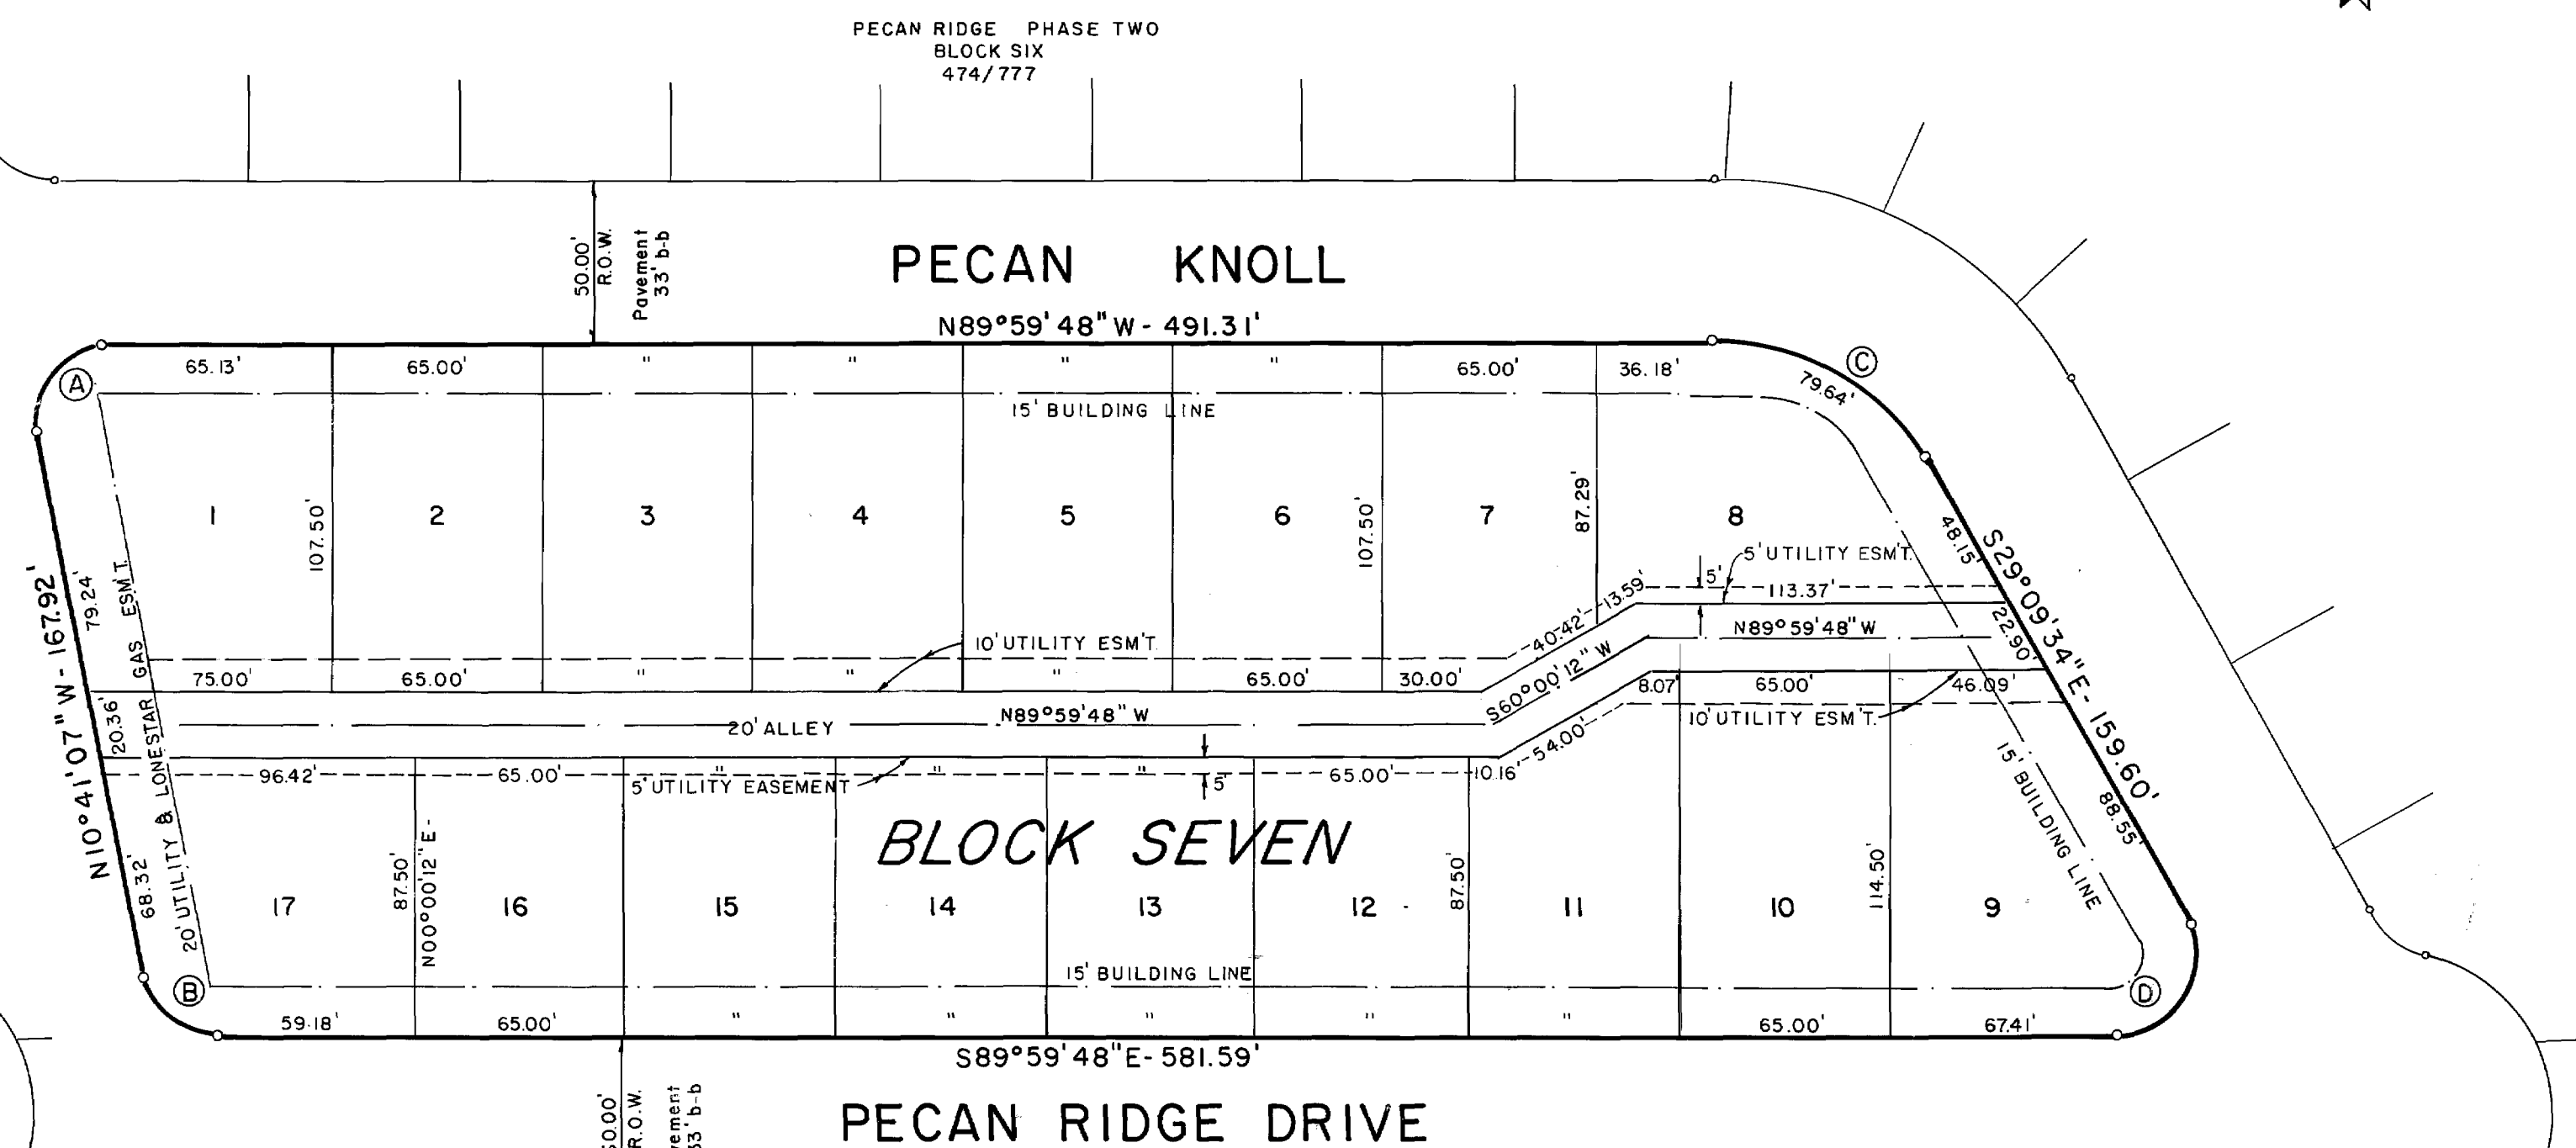 PECAN RIDGE PHASE TWO
BLOCK SIX
474/777
50.00'
R.O.W.
Pavement
33' b-b
PECAN KNOLL
N89°59'48"W - 491.31'
65.13'
65.00'
"
"
"
"
65.00'
36.18'
A
C
79.64'
15' BUILDING LINE
1
107.50'
2
3
4
5
6
107.50'
7
87.29'
8
48.15'
S29°09'34"E - 159.60'
5' UTILITY ESM'T.
5'
113.37'
N10°41'07"W - 167.92'
79.24'
20' UTILITY & LONESTAR GAS ESM'T.
10' UTILITY ESM'T.
40.42'
13.59'
N89°59'48"W
22.90'
75.00'
65.00'
"
"
"
65.00'
30.00'
S60°00'12"W
8.07'
65.00'
46.09'
20.36'
20' ALLEY
N89°59'48"W
10' UTILITY ESM'T.
54.00'
96.42'
65.00'
"
"
"
65.00'
10.16'
5' UTILITY EASEMENT
5'
15' BUILDING LINE
88.55'
BLOCK SEVEN
68.32'
17
87.50'
N00°00'12"E-
16
15
14
13
12
87.50'
11
10
114.50'
9
B
15' BUILDING LINE
D
59.18'
65.00'
"
"
"
"
"
65.00'
67.41'
S89°59'48"E - 581.59'
R.O.W.
33' b-b
PECAN RIDGE DRIVE